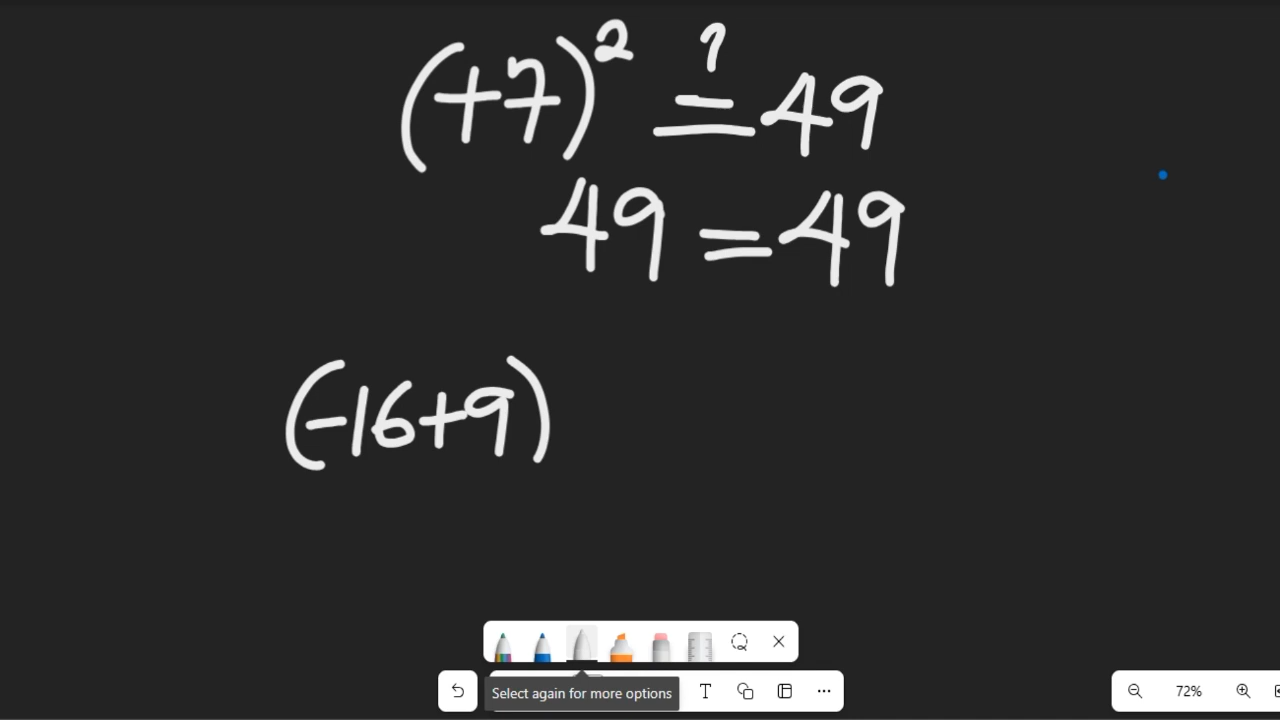 (+7)² ≟ 49
49 = 49
(-16+9)
Select again for more options
72%